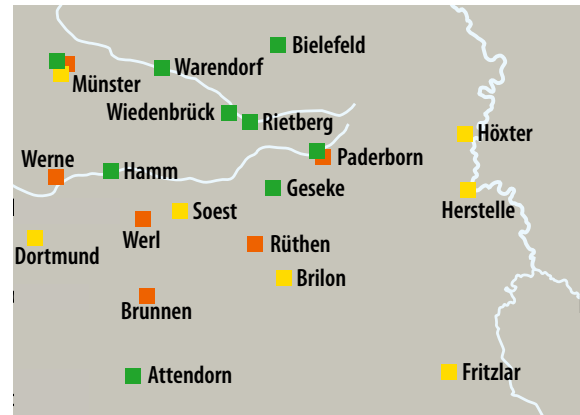 Bielefeld
Warendorf
Münster
Wiedenbrück
Rietberg
Höxter
Werne
Paderborn
Hamm
Geseke
Herstelle
Soest
Werl
Rüthen
Dortmund
Brilon
Brunnen
Attendorn
Fritzlar